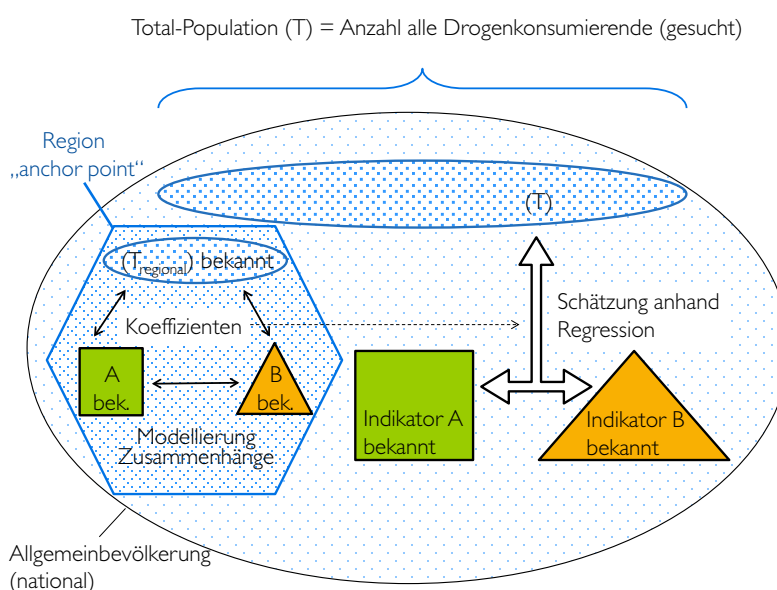 Total-Population (T) = Anzahl alle Drogenkonsumierende (gesucht)
Region
„anchor point“
(T)
(Tregional) bekannt
Schätzung anhand
Regression
Koeffizienten
A
bek.
B
bek.
Indikator A
bekannt
Indikator B
bekannt
Modellierung
Zusammenhänge
Allgemeinbevölkerung
(national)